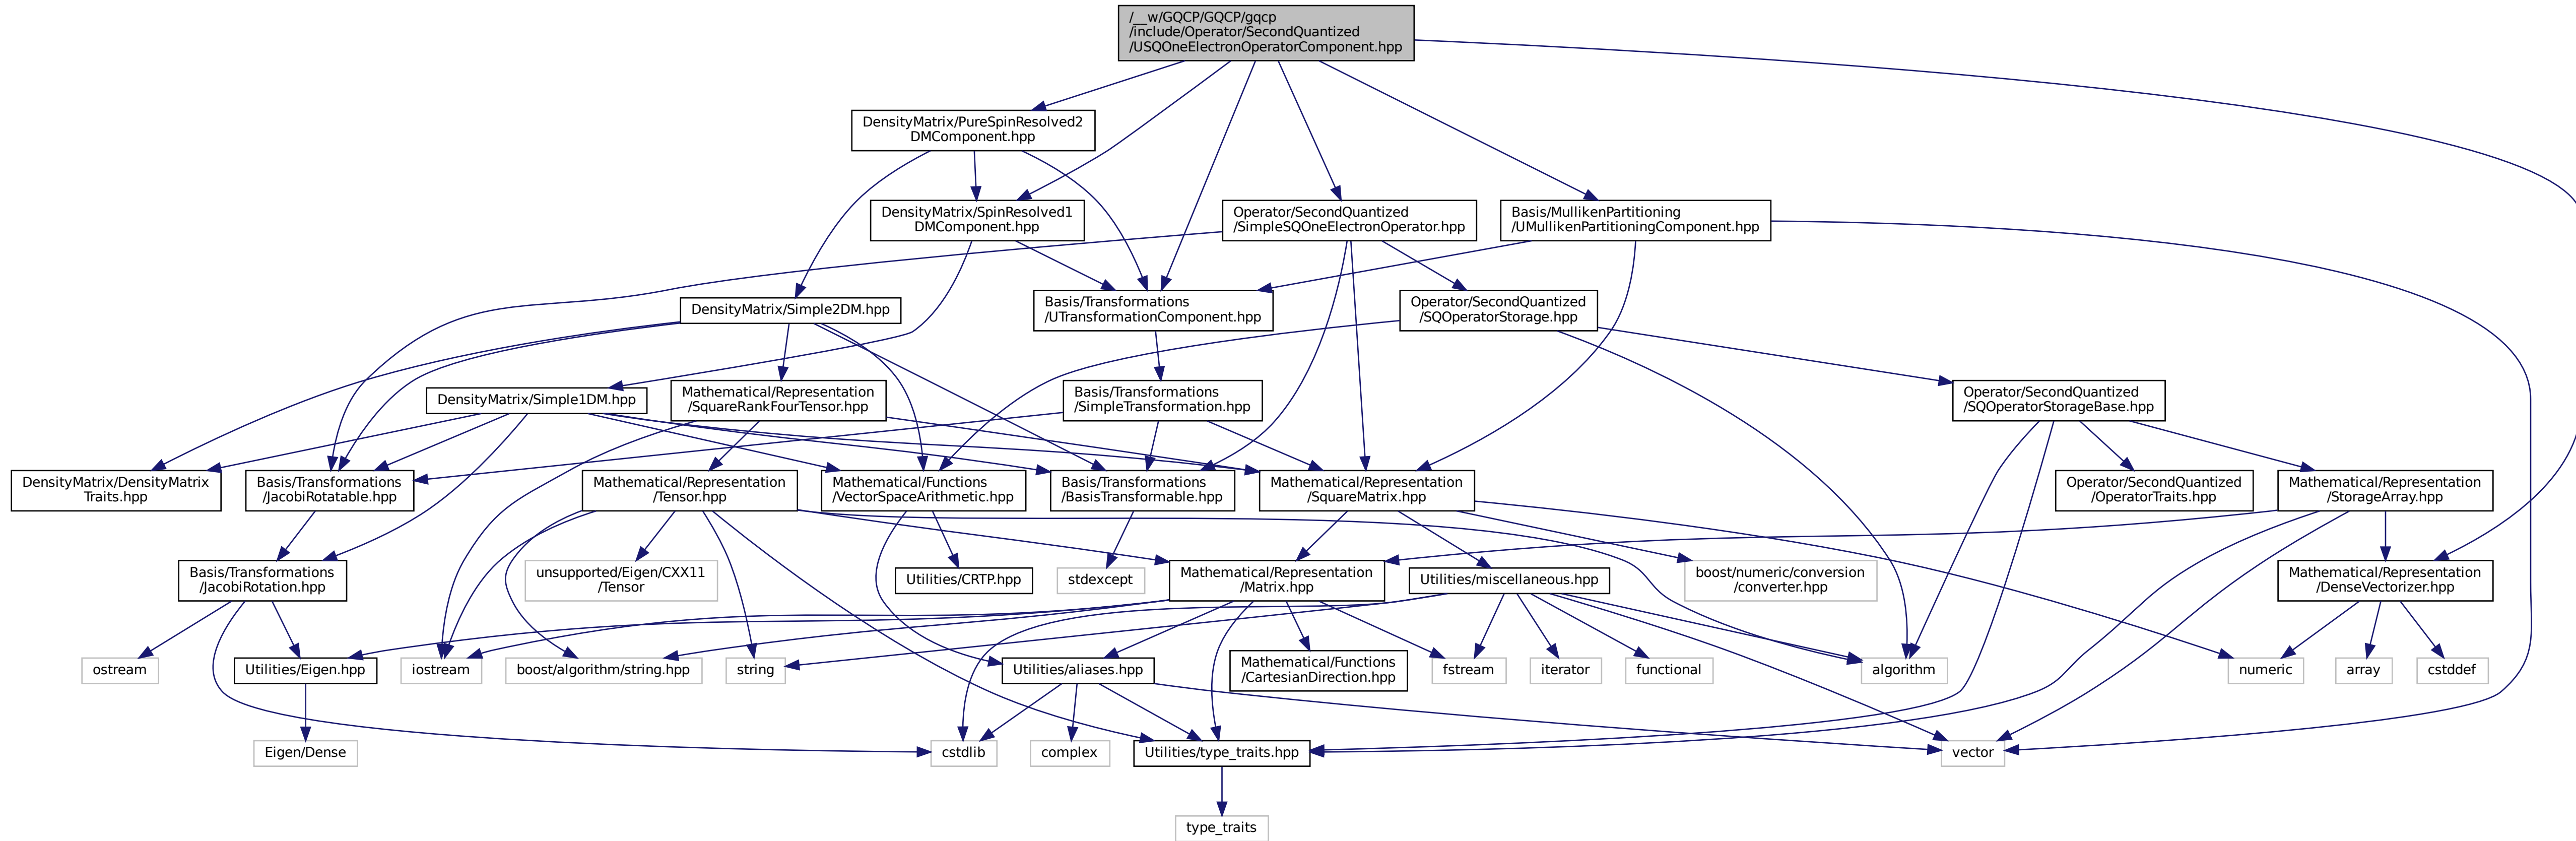 /__w/GQCP/GQCP/gqcp
/include/Operator/SecondQuantized
/USQOneElectronOperatorComponent.hpp
DensityMatrix/PureSpinResolved2
DMComponent.hpp
DensityMatrix/SpinResolved1
DMComponent.hpp
Operator/SecondQuantized
/SimpleSQOneElectronOperator.hpp
Basis/MullikenPartitioning
/UMullikenPartitioningComponent.hpp
DensityMatrix/Simple2DM.hpp
Basis/Transformations
/UTransformationComponent.hpp
Operator/SecondQuantized
/SQOperatorStorage.hpp
DensityMatrix/Simple1DM.hpp
Mathematical/Representation
/SquareRankFourTensor.hpp
Basis/Transformations
/SimpleTransformation.hpp
Operator/SecondQuantized
/SQOperatorStorageBase.hpp
DensityMatrix/DensityMatrix
Traits.hpp
Basis/Transformations
/JacobiRotatable.hpp
Mathematical/Representation
/Tensor.hpp
Mathematical/Functions
/VectorSpaceArithmetic.hpp
Basis/Transformations
/BasisTransformable.hpp
Mathematical/Representation
/SquareMatrix.hpp
Operator/SecondQuantized
/OperatorTraits.hpp
Mathematical/Representation
/StorageArray.hpp
Basis/Transformations
/JacobiRotation.hpp
unsupported/Eigen/CXX11
/Tensor
Utilities/CRTP.hpp
stdexcept
Mathematical/Representation
/Matrix.hpp
Utilities/miscellaneous.hpp
boost/numeric/conversion
/converter.hpp
Mathematical/Representation
/DenseVectorizer.hpp
ostream
Utilities/Eigen.hpp
iostream
boost/algorithm/string.hpp
string
Utilities/aliases.hpp
Mathematical/Functions
/CartesianDirection.hpp
fstream
iterator
functional
algorithm
numeric
array
cstddef
Eigen/Dense
cstdlib
complex
Utilities/type_traits.hpp
vector
type_traits